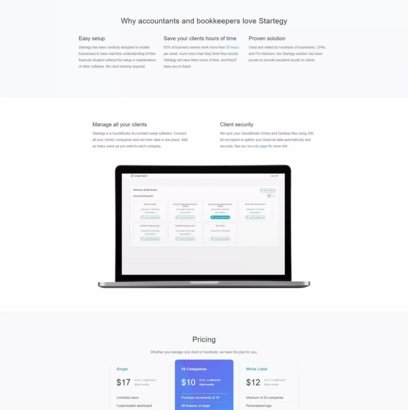 Why accountants and bookkeepers love Startegy
Easy setup
Startegy has been carefully designed to enable
businesses to have real-time understanding of their
financial situation without the setup or maintenance
of other software. No client training required.
Save your clients hours of time
of business owners work more than 50 hours
per week, much more than they think they should.
Startegy will save them hours of time, and they'll
have you to thank.
Proven solution
Used and vetted by hundreds of businesses, CPAs,
and Pro Advisors, the Startegy solution has been
proven to provide excellent results to clients.
Manage all your clients
Startegy is a QuickBooks Accountant-ready software. Connect
all your clients' companies and see their data in one place. Add
as many users as you want to each company.
Client security
We sync your QuickBooks Online and Desktop files using 256-
bit encryption to gather your financial data automatically and
securely. See our security page for more info.
Pricing
Whether you manage one client or hundreds, we have the plan for you
Single
$17
PER COMPANY
Unlimited users
Customizable dashboard
10 Companies
$10
PER COMPANY
Purchase increments of 10
White Label
$12
PER COMPANY
Minimum of 20 companies
Personalized logo